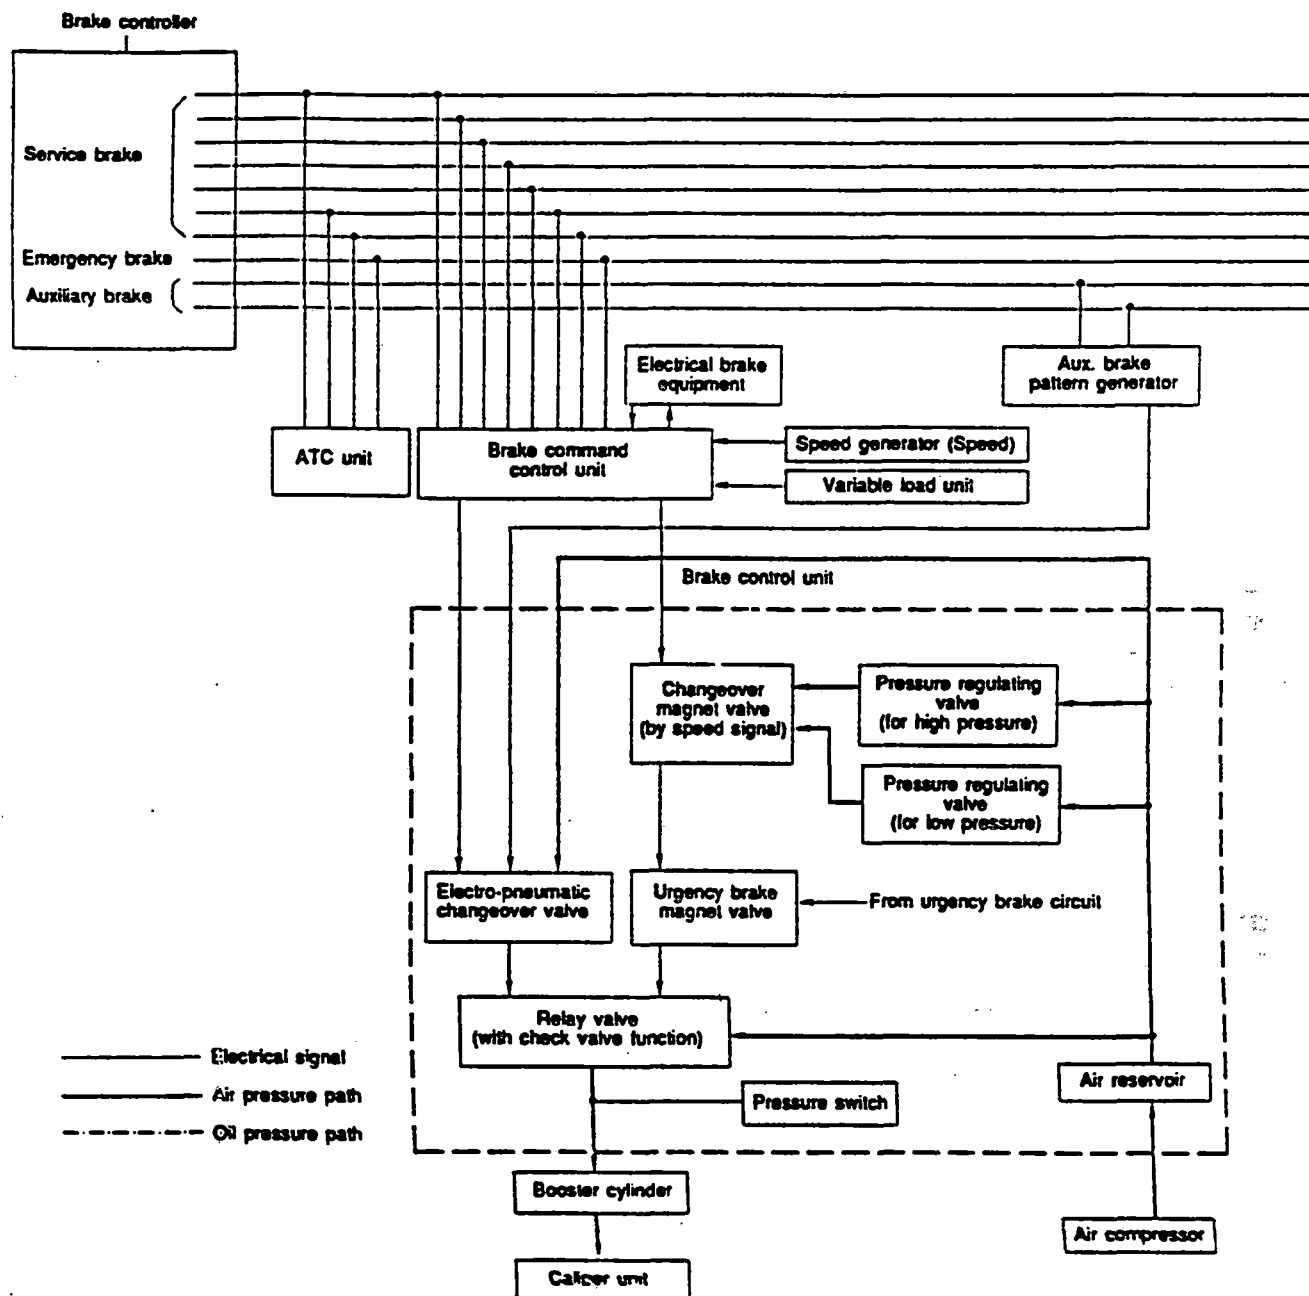 Brake controller
Service brake
Emergency brake
Auxiliary brake
Electrical brake
equipment
Aux. brake
pattern generator
ATC unit
Brake command
control unit
Speed generator (Speed)
Variable load unit
Brake control unit
Changeover
magnet valve
(by speed signal)
Pressure regulating
valve
(for high pressure)
Pressure regulating
valve
(for low pressure)
Electro-pneumatic
changeover valve
Urgency brake
magnet valve
From urgency brake circuit
Relay valve
(with check valve function)
Electrical signal
Air pressure path
Oil pressure path
Pressure switch
Air reservoir
Booster cylinder
Air compressor
Caliper unit